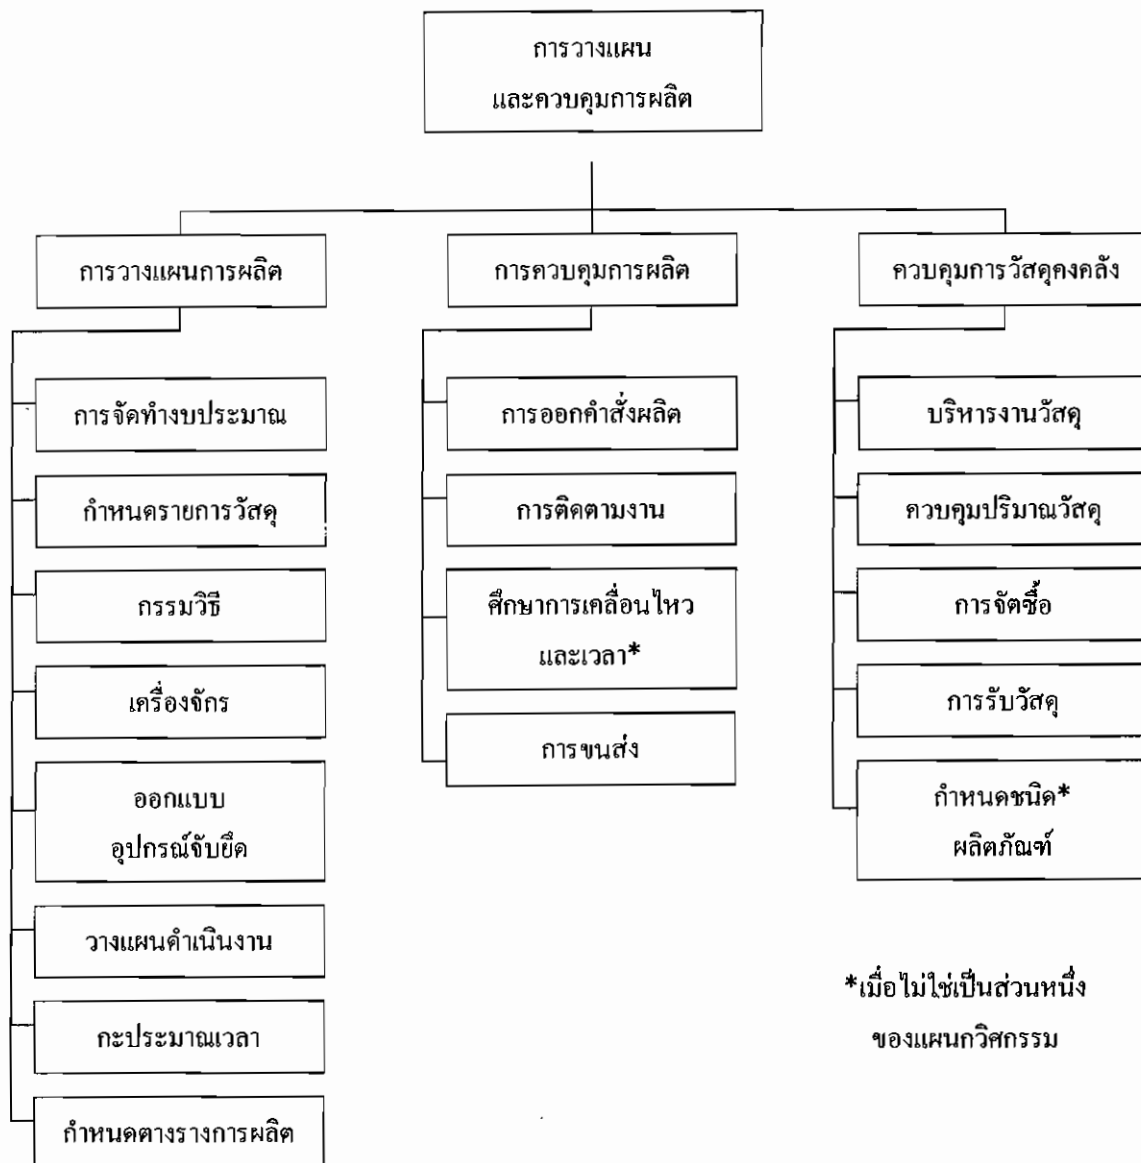 การวางแผน
และควบคุมการผลิต
การวางแผนการผลิต
การจัดทำงบประมาณ
กำหนดรายการวัสดุ
กรรมวิธี
เครื่องจักร
ออกแบบ
อุปกรณ์จับยึด
วางแผนดำเนินงาน
กะประมาณเวลา
กำหนดตางรางการผลิต
การควบคุมการผลิต
การออกคำสั่งผลิต
การติดตามงาน
ศึกษาการเคลื่อนไหว
และเวลา*
การขนส่ง
ควบคุมการวัสดุคงคลัง
บริหารงานวัสดุ
ควบคุมปริมาณวัสดุ
การจัตซื้อ
การรับวัสดุ
กำหนดชนิด*
ผลิตภัณฑ์
*เมื่อไม่ใช่เป็นส่วนหนึ่ง
ของแผนกวิศกรรม